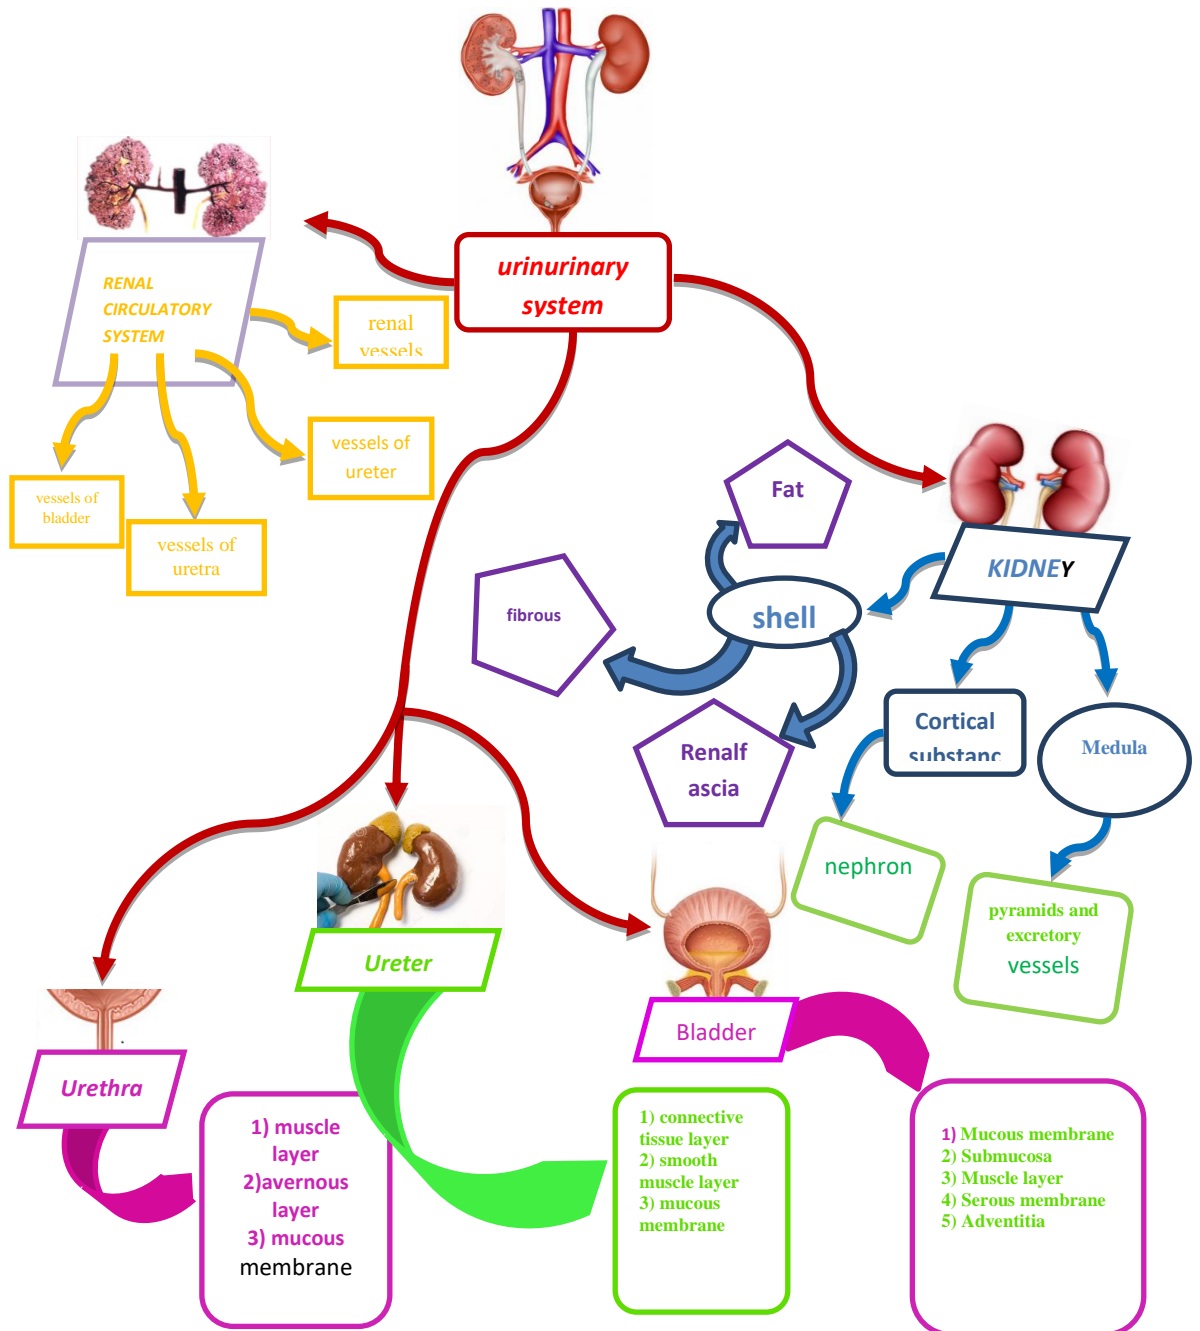 urinurinary
system
RENAL
CIRCULATORY
SYSTEM
renal
vessels
vessels of
ureter
vessels of
bladder
vessels of
uretra
Fat
fibrous
shell
Renalf
ascia
KIDNEY
Cortical
substanc
Medula
nephron
pyramids and
excretory
vessels
Ureter
Bladder
Urethra
1) muscle
layer
2)avernous
layer
3) mucous
membrane
1) connective
tissue layer
2) smooth
muscle layer
3) mucous
membrane
1) Mucous membrane
2) Submucosa
3) Muscle layer
4) Serous membrane
5) Adventitia